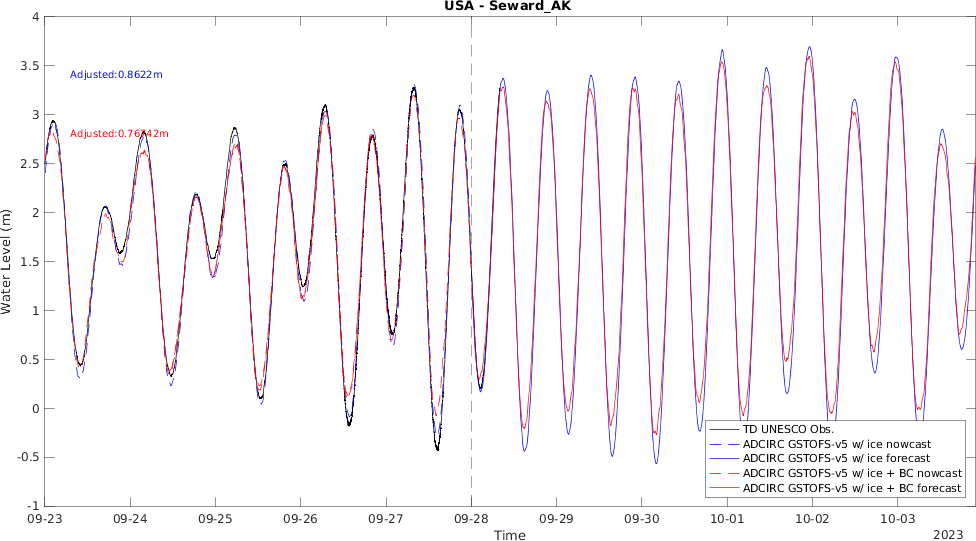 USA - Seward_AK
4
3.5
3
2.5
2
1.5
1
0.5
0
-0.5
-1
Water Level (m)
Adjusted:0.8622m
TD UNESCO Obs.
ADCIRC GSTOFS-v5 w/ ice nowcast
ADCIRC GSTOFS-v5 w/ ice forecast
ADCIRC GSTOFS-v5 w/ ice + BC nowcast
ADCIRC GSTOFS-v5 w/ ice + BC forecast
09-23 09-24 09-25 09-26 09-27 09-28 09-29 09-30 10-01 10-02 10-03
Time
2023